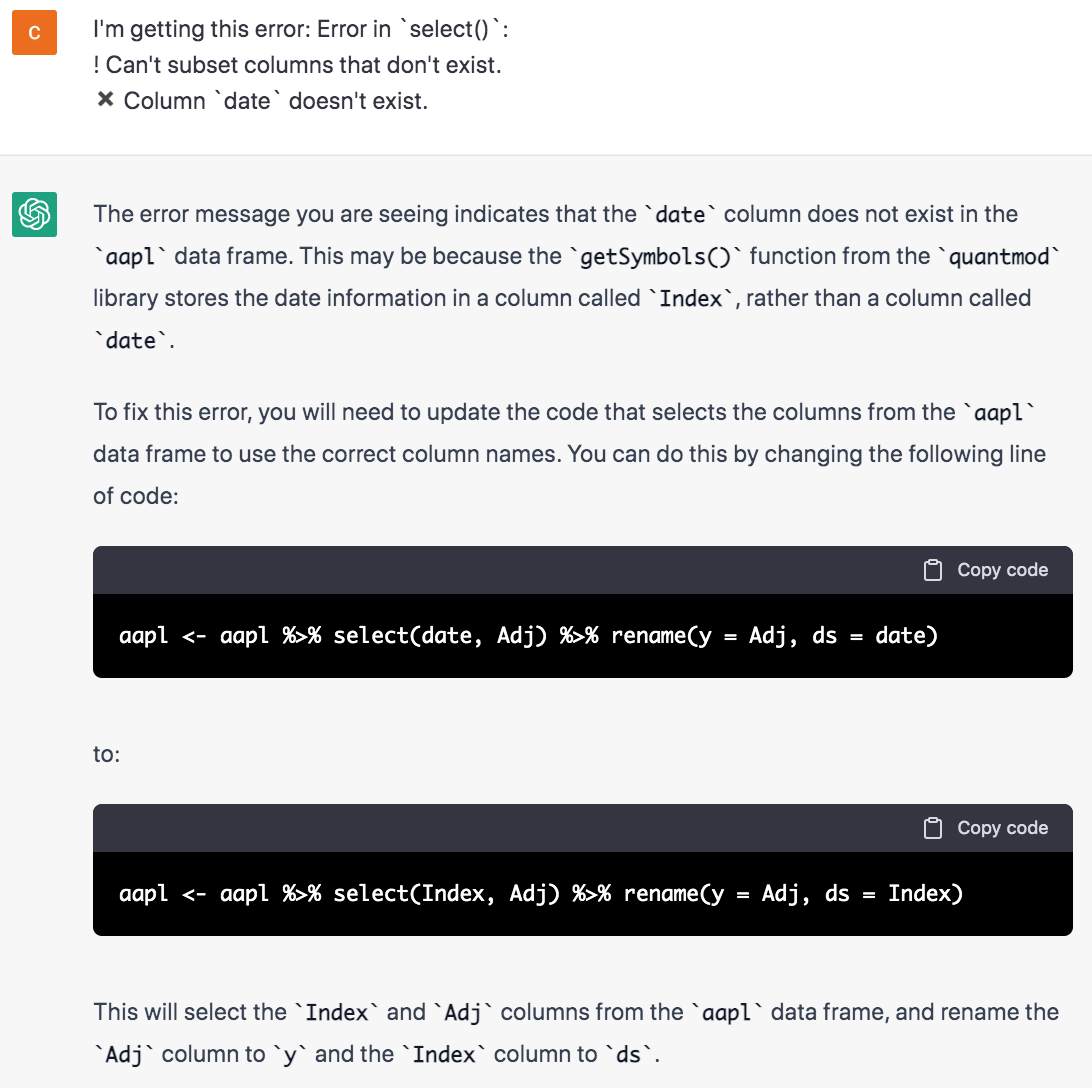 C
I'm getting this error: Error in `select()`:
! Can't subset columns that don't exist.
✖ Column `date` doesn't exist.
The error message you are seeing indicates that the `date` column does not exist in the
`aapl` data frame. This may be because the `getSymbols()` function from the `quantmod`
library stores the date information in a column called `Index`, rather than a column called
`date`.
To fix this error, you will need to update the code that selects the columns from the `aapl`
data frame to use the correct column names. You can do this by changing the following line
of code:
Copy code
aapl <- aapl %>% select(date, Adj) %>% rename(y = Adj, ds = date)
to:
Copy code
aapl <- aapl %>% select(Index, Adj) %>% rename(y = Adj, ds = Index)
This will select the `Index` and `Adj` columns from the `aapl` data frame, and rename the
`Adj` column to `y` and the `Index` column to `ds`.